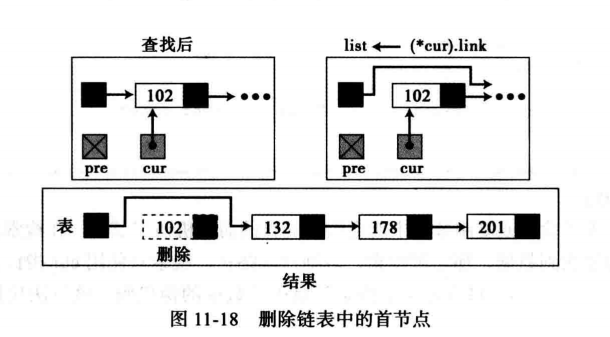 查找后
list ← (*cur).link
102
102
pre
cur
pre
cur
表
102
132
178
201
删除
结果
图 11-18 删除链表中的首节点